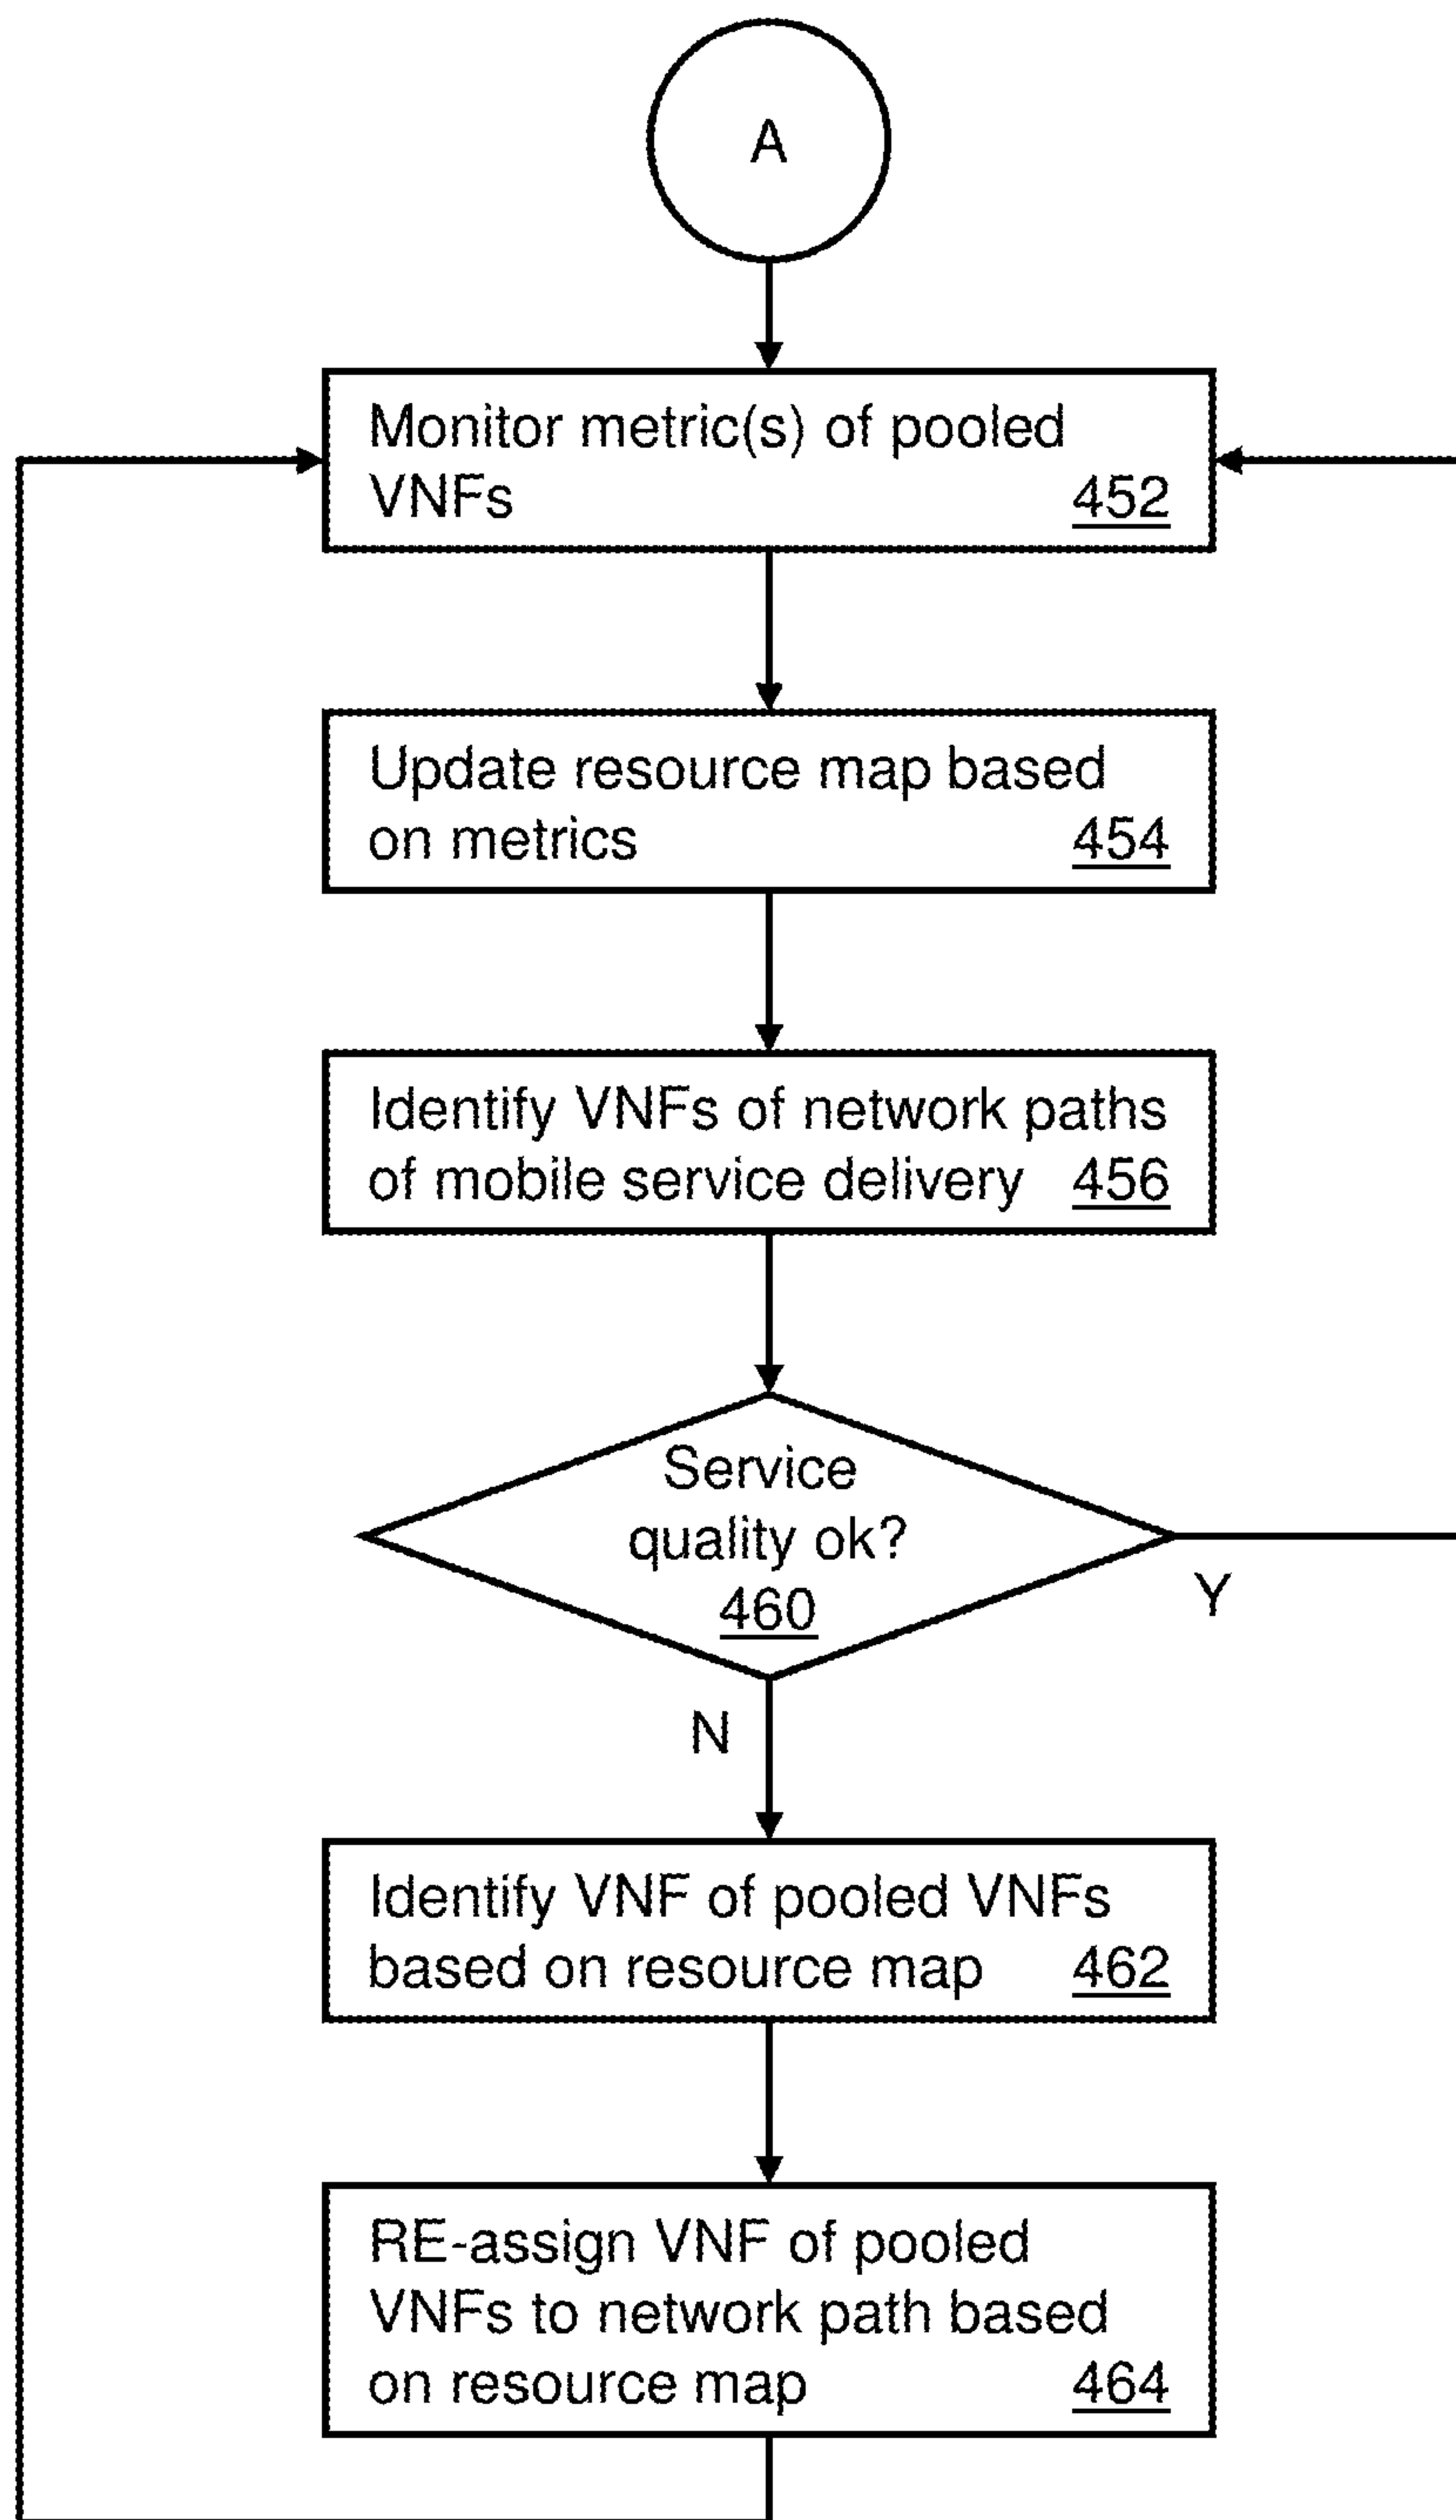 A
Monitor metric(s) of pooled
VNFs 452
Update resource map based
on metrics 454
Identify VNFs of network paths
of mobile service delivery 456
Service
quality ok?
460
Y
N
Identify VNF of pooled VNFs
based on resource map 462
RE-assign VNF of pooled
VNFs to network path based
on resource map 464